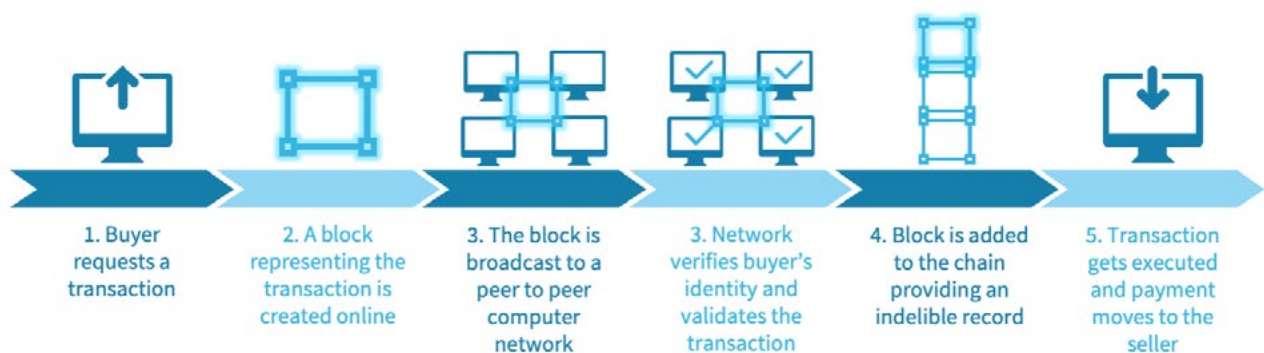 1. Buyer
requests a
transaction
2. A block
representing the
transaction is
created online
3. The block is
broadcast to a
peer to peer
computer
network
3. Network
verifies buyer's
identity and
validates the
transaction
4. Block is added
to the chain
providing an
indelible record
5. Transaction
gets executed
and payment
moves to the
seller